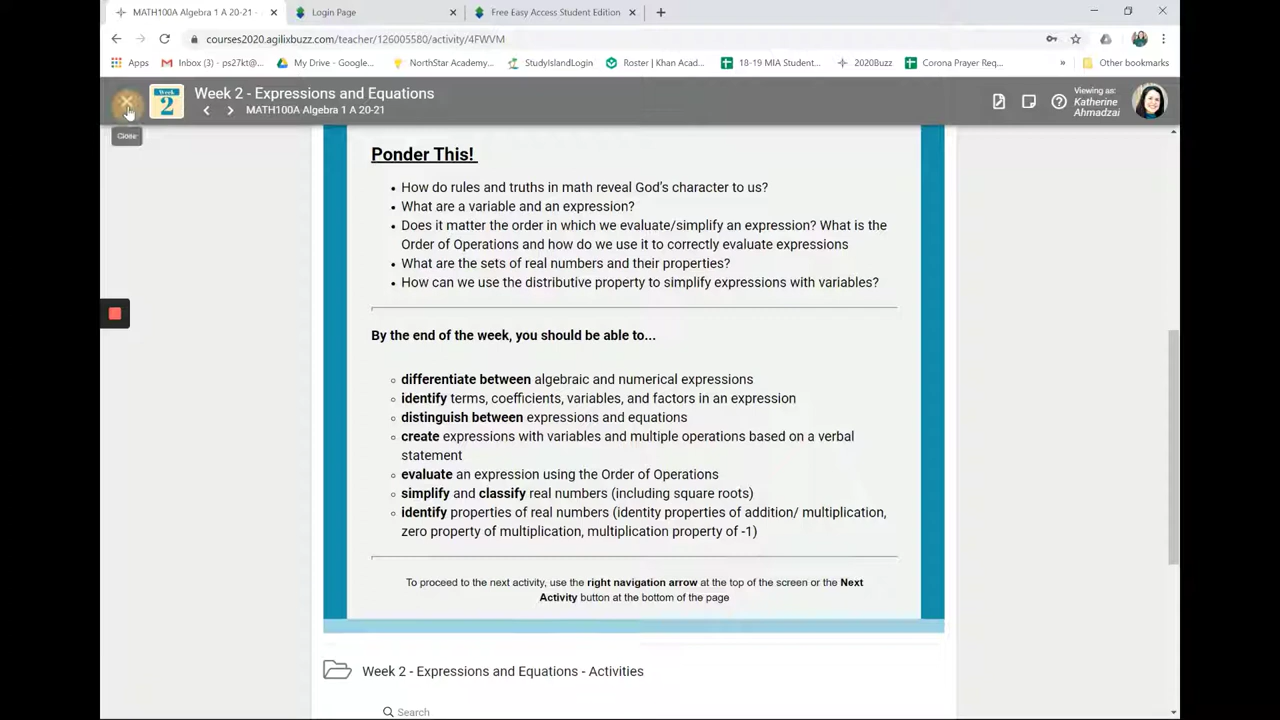 MATH100A Algebra 1 A 20-21 -
Login Page
Free Easy Access Student Edition
courses2020.agilixbuzz.com/teacher/126005580/activity/4FWVM
Apps
Inbox (3) - ps27kt@...
My Drive - Google...
NorthStar Academy...
StudyIslandLogin
Roster | Khan Acad...
18-19 MIA Student...
2020Buzz
Corona Prayer Req...
»
Other bookmarks
Week
2
Week 2 - Expressions and Equations
MATH100A Algebra 1 A 20-21
Viewing as:
Katherine
Ahmadzai
Close
Ponder This!
• How do rules and truths in math reveal God's character to us?
• What are a variable and an expression?
• Does it matter the order in which we evaluate/simplify an expression? What is the
Order of Operations and how do we use it to correctly evaluate expressions
• What are the sets of real numbers and their properties?
• How can we use the distributive property to simplify expressions with variables?
By the end of the week, you should be able to...
◦ differentiate between algebraic and numerical expressions
◦ identify terms, coefficients, variables, and factors in an expression
◦ distinguish between expressions and equations
◦ create expressions with variables and multiple operations based on a verbal
statement
◦ evaluate an expression using the Order of Operations
◦ simplify and classify real numbers (including square roots)
◦ identify properties of real numbers (identity properties of addition/ multiplication,
zero property of multiplication, multiplication property of -1)
To proceed to the next activity, use the right navigation arrow at the top of the screen or the Next
Activity button at the bottom of the page
Week 2 - Expressions and Equations - Activities
Search